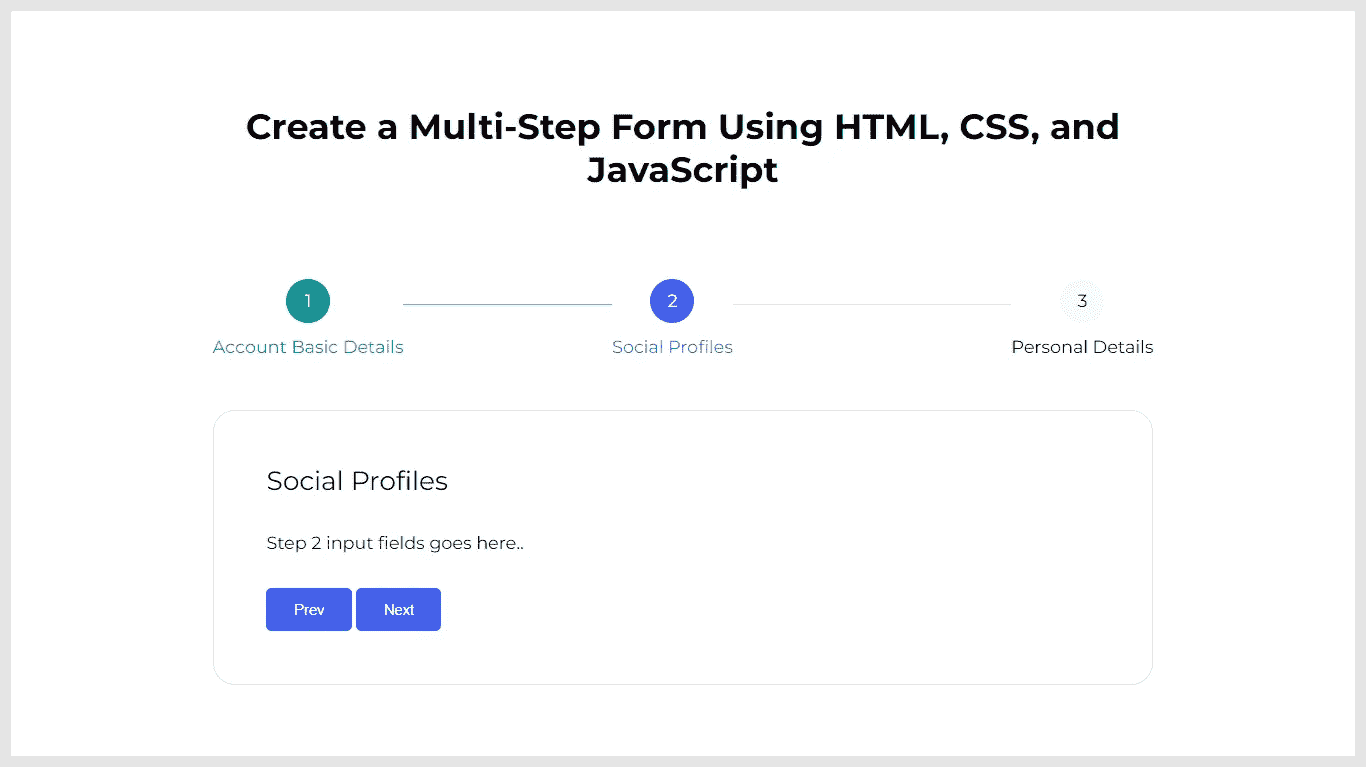 Create a Multi-Step Form Using HTML, CSS, and
JavaScript
1
2
3
Account Basic Details
Social Profiles
Personal Details
Social Profiles
Step 2 input fields goes here..
Prev
Next